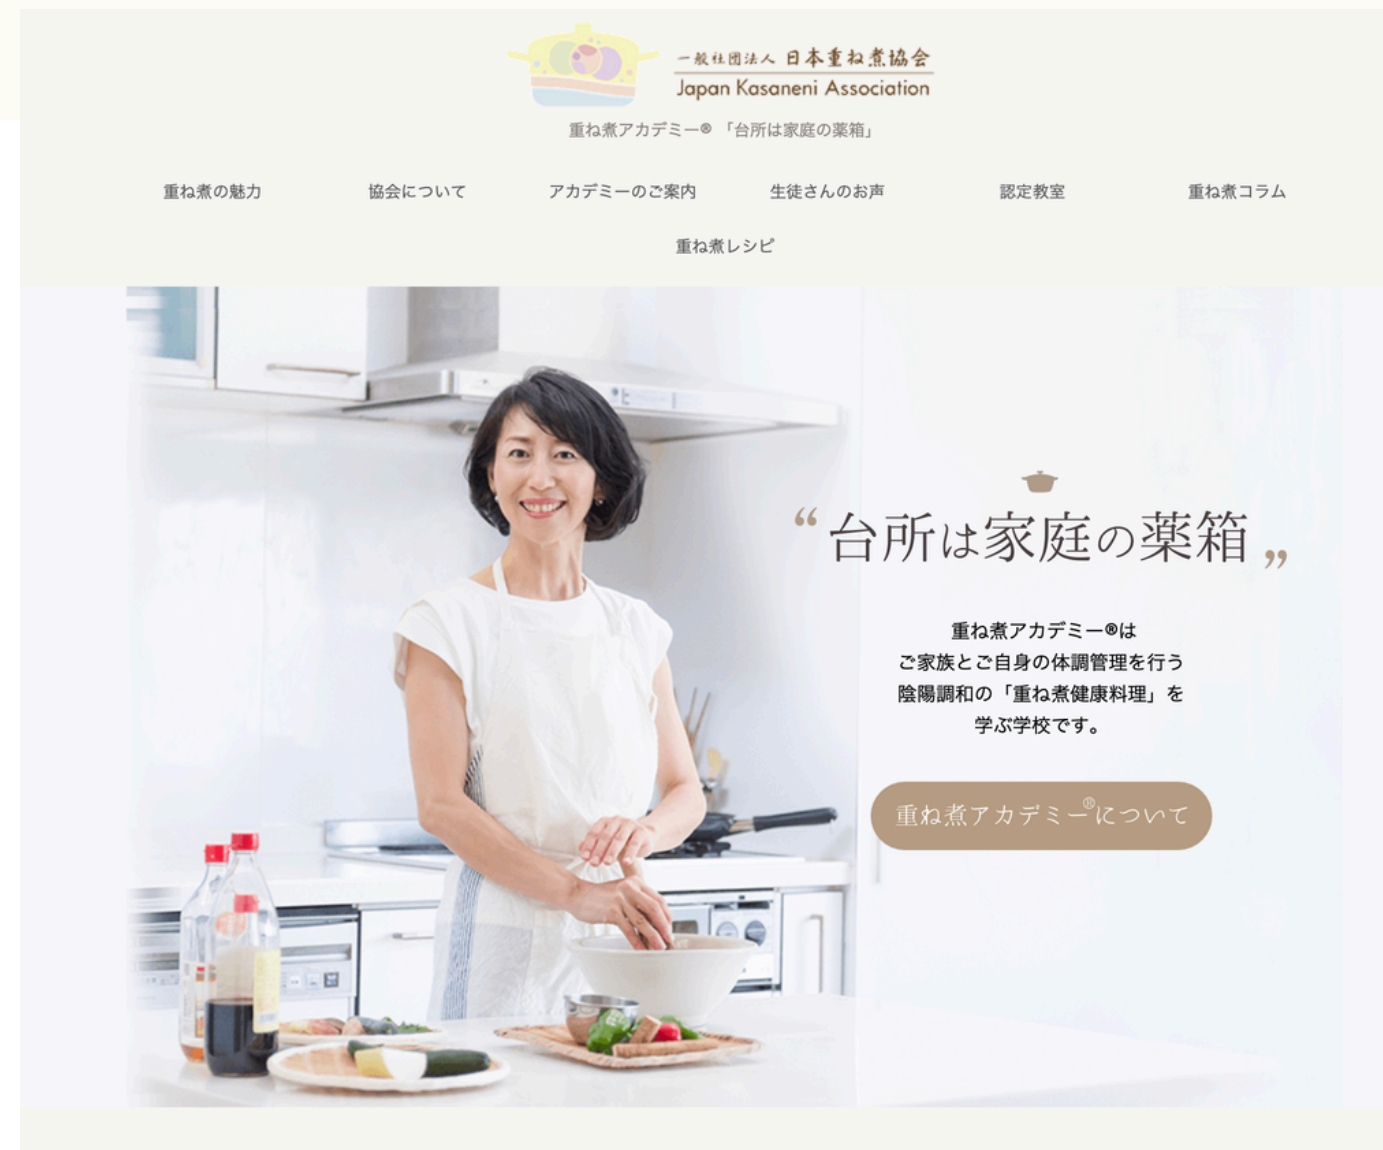 一般社団法人 日本重ね煮協会
Japan Kasaneni Association
重ね煮アカデミー® 「台所は家庭の薬箱」
重ね煮の魅力 協会について アカデミーのご案内 生徒さんのお声 認定教室 重ね煮コラム
重ね煮レシピ
“台所は家庭の薬箱„
重ね煮アカデミー®は
ご家族とご自身の体調管理を行う
陰陽調和の「重ね煮健康料理」を
学ぶ学校です。
重ね煮アカデミー®について